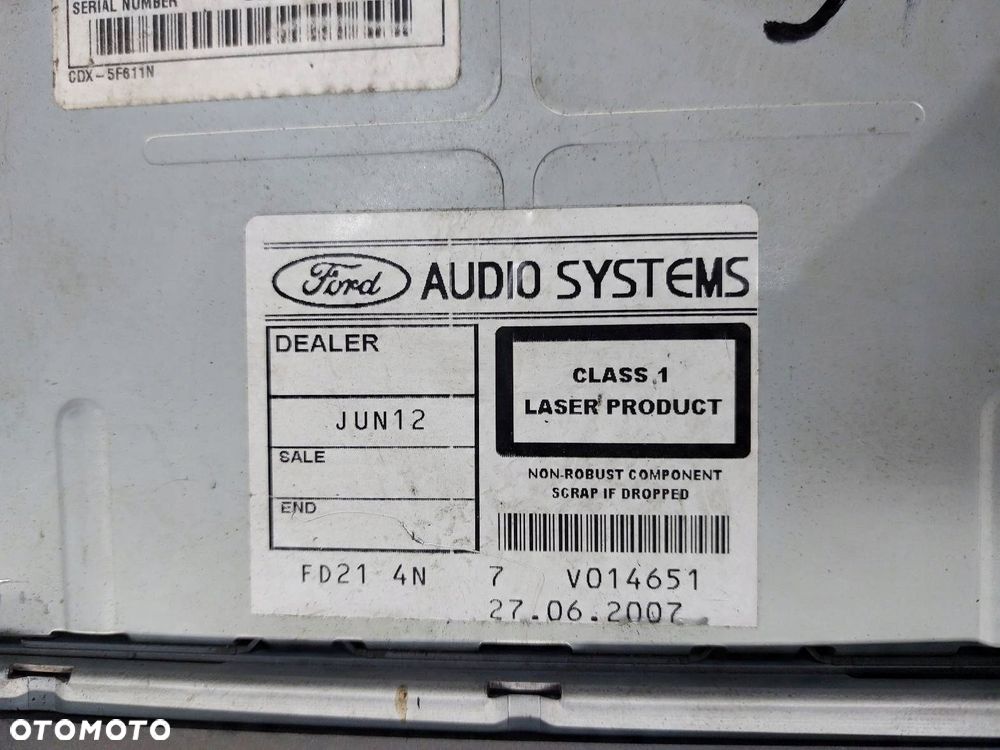 SERIAL NUMBER
CDX-5F611N
Ford AUDIO SYSTEMS
DEALER
JUN12
SALE
END
CLASS 1
LASER PRODUCT
NON-ROBUST COMPONENT
SCRAP IF DROPPED
FD21 4N 7 V014651
27.06.2007
OTOMOTO